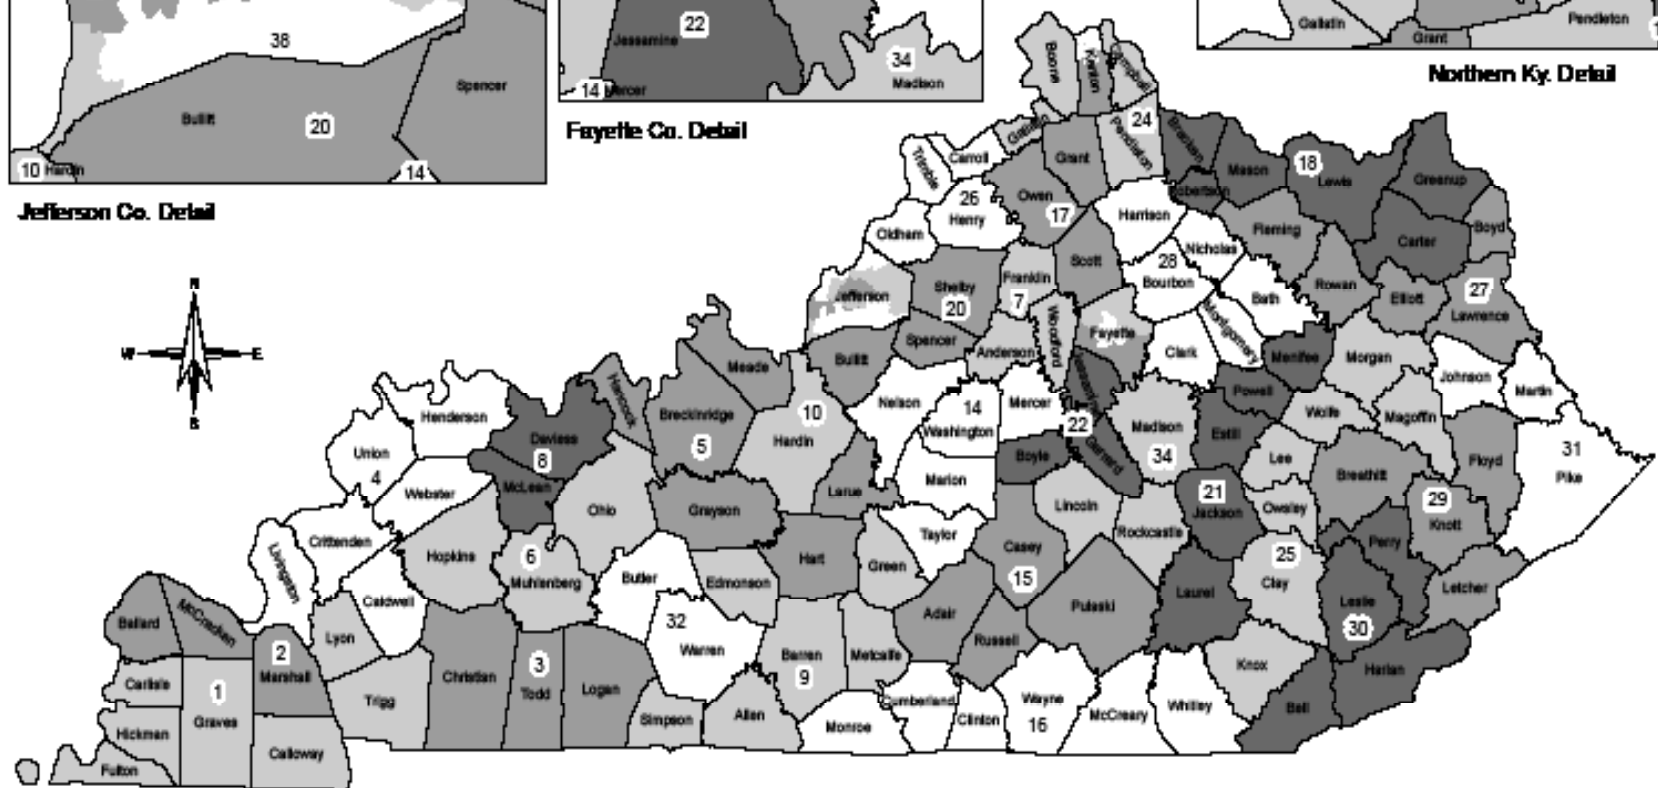 38
Spencer
Bullitt
20
10 Hardin
14
Jefferson Co. Detail
22
Jessamine
34
Madison
14 Mercer
Fayette Co. Detail
Gallatin
Pendleton
Grant
Northern Ky. Detail
N
W E
S
Boone
Kenton
Campbell
24
Gallatin
Pendleton
Carroll
Grant
Trimble
Bracken
18
Mason
Lewis
Greenup
Robertson
Owen
17
26
Henry
Harrison
Oldham
Fleming
Boyd
Carter
Nicholas
Scott
28
Bourbon
Franklin
7
Shelby
20
Jefferson
Bath
Rowan
Elliott
27
Lawrence
Woodford
Fayette
Montgomery
Spencer
Anderson
Clark
Menifee
Morgan
Bullitt
Meade
Johnson
Martin
Jessamine
Powell
Hancock
Breckinridge
5
10
Hardin
Nelson
14
Washington
Mercer
22
Garrard
Madison
34
Estill
Wolfe
Magoffin
Henderson
Daviess
8
Union
4
Boyle
Lee
Breathitt
Floyd
31
Pike
Webster
McLean
Ohio
Grayson
Larue
Marion
21
Jackson
Owsley
29
Knott
Lincoln
Rockcastle
Taylor
Crittenden
Livingston
Hopkins
6
Muhlenberg
Butler
Edmonson
Hart
Green
Casey
15
Perry
25
Clay
Letcher
Caldwell
Laurel
Leslie
30
Ballard
McCracken
Lyon
32
Warren
Adair
Pulaski
Russell
2
Marshall
Barren
9
Metcalfe
Knox
Harlan
Carlisle
1
Graves
Christian
3
Todd
Logan
Trigg
Simpson
Allen
Monroe
Cumberland
Clinton
Wayne
16
McCreary
Whitley
Bell
Hickman
Calloway
Fulton